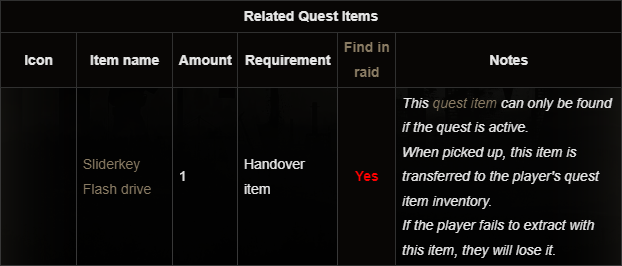 Related Quest Items
Icon
Item name
Amount
Requirement
Find in
raid
Notes
Sliderkey
Flash drive
1
Handover
item
Yes
This quest item can only be found
if the quest is active.
When picked up, this item is
transferred to the player's quest
item inventory.
If the player fails to extract with
this item, they will lose it.